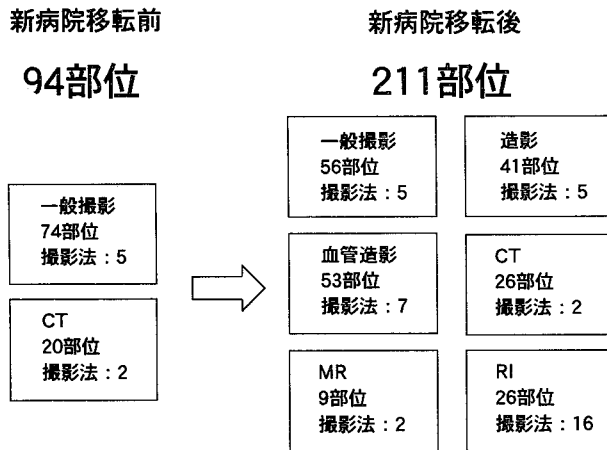 新病院移転前
94部位
一般撮影
74部位
撮影法:5
CT
20部位
撮影法:2
新病院移転後
211部位
一般撮影
56部位
撮影法:5
造影
41部位
撮影法:5
血管造影
53部位
撮影法:7
CT
26部位
撮影法:2
MR
9部位
撮影法:2
RI
26部位
撮影法:16